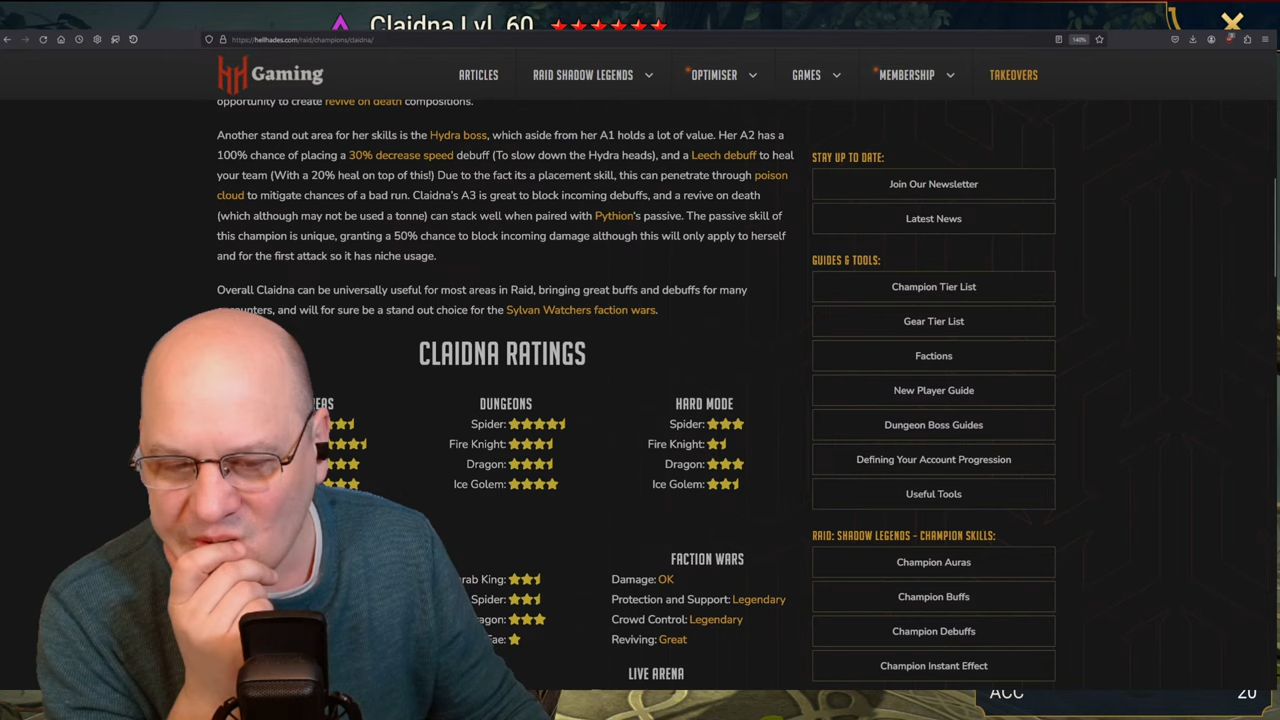 Claidna Lvl. 60
https://hellhades.com/raid/champions/claidna/
140%
Gaming
ARTICLES
RAID SHADOW LEGENDS
OPTIMISER
GAMES
MEMBERSHIP
TAKEOVERS
opportunity to create revive on death compositions.
Another stand out area for her skills is the Hydra boss, which aside from her A1 holds a lot of value. Her A2 has a
100% chance of placing a 30% decrease speed debuff (To slow down the Hydra heads), and a Leech debuff to heal
your team (With a 20% heal on top of this!) Due to the fact its a placement skill, this can penetrate through poison
cloud to mitigate chances of a bad run. Claidna's A3 is great to block incoming debuffs, and a revive on death
(which although may not be used a tonne) can stack well when paired with Pythion's passive. The passive skill of
this champion is unique, granting a 50% chance to block incoming damage although this will only apply to herself
and for the first attack so it has niche usage.
Overall Claidna can be universally useful for most areas in Raid, bringing great buffs and debuffs for many
and will for sure be a stand out choice for the Sylvan Watchers faction wars.
CLAIDNA RATINGS
DUNGEONS
Spider:
Fire Knight:
Dragon:
Ice Golem:
HARD MODE
Spider:
Fire Knight:
Dragon:
Ice Golem:
King:
Spider:
FACTION WARS
Damage: OK
Protection and Support: Legendary
Crowd Control: Legendary
Reviving: Great
LIVE ARENA
STAY UP TO DATE:
Join Our Newsletter
Latest News
GUIDES & TOOLS:
Champion Tier List
Gear Tier List
Factions
New Player Guide
Dungeon Boss Guides
Defining Your Account Progression
Useful Tools
RAID: SHADOW LEGENDS - CHAMPION SKILLS:
Champion Auras
Champion Buffs
Champion Debuffs
Champion Instant Effect
ACC 20